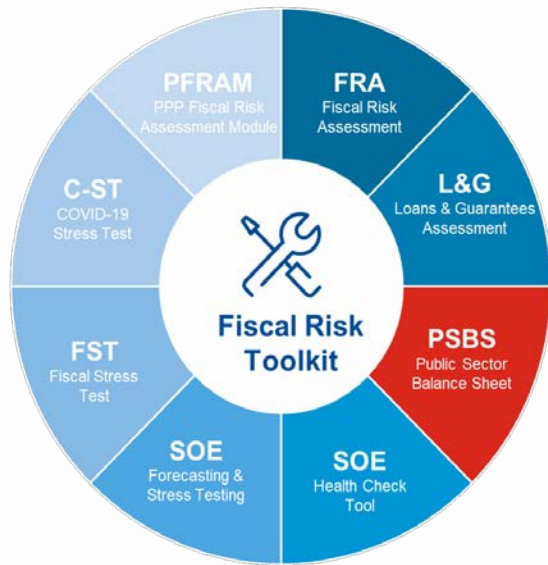 PFRAM
PPP Fiscal Risk
Assessment Module
FRA
Fiscal Risk
Assessment
L&G
Loans & Guarantees
Assessment
PSBS
Public Sector
Balance Sheet
SOE
Health Check
Tool
SOE
Forecasting &
Stress Testing
FST
Fiscal Stress
Test
C-ST
COVID-19
Stress Test
Fiscal Risk
Toolkit